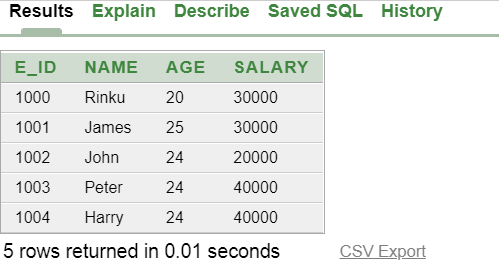 Results Explain Describe Saved SQL History
E_ID NAME AGE SALARY
1000 Rinku 20 30000
1001 James 25 30000
1002 John 24 20000
1003 Peter 24 40000
1004 Harry 24 40000
5 rows returned in 0.01 seconds CSV Export